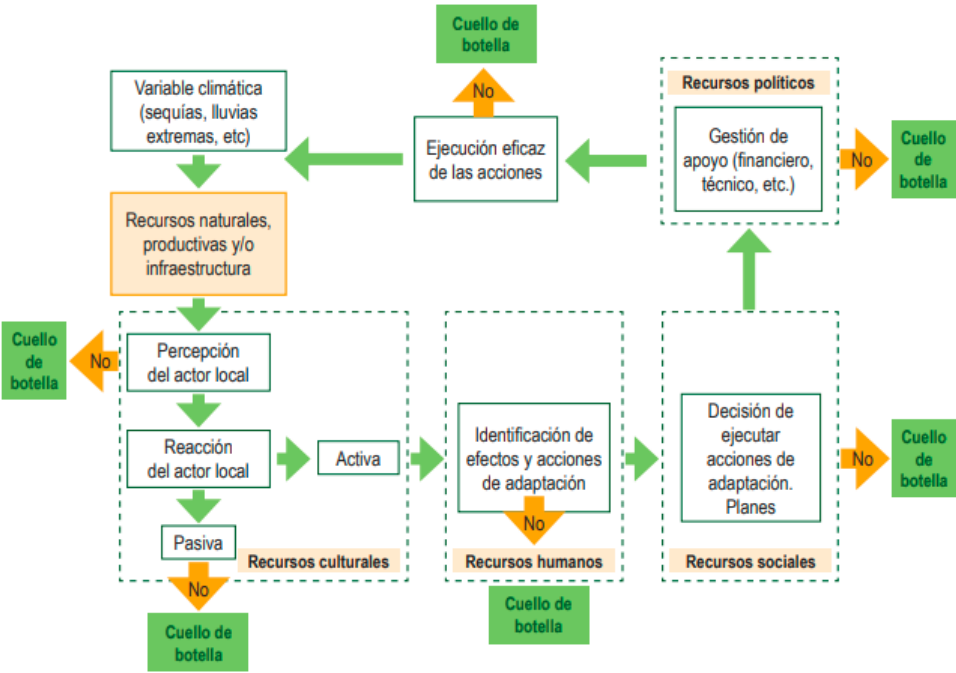 Cuello de
botella
No
Variable climática
(sequías, lluvias
extremas, etc)
Ejecución eficaz
de las acciones
Recursos políticos
Gestión de
apoyo (financiero,
técnico, etc.)
No
Cuello
de
botella
Recursos naturales,
productivas y/o
infraestructura
Cuello
de
botella
No
Percepción
del actor local
Reacción
del actor local
Activa
Pasiva
Recursos culturales
No
Cuello de
botella
Identificación de
efectos y acciones
de adaptación
No
Recursos humanos
Cuello de
botella
Decisión de
ejecutar
acciones de
adaptación.
Planes
Recursos sociales
No
Cuello
de
botella